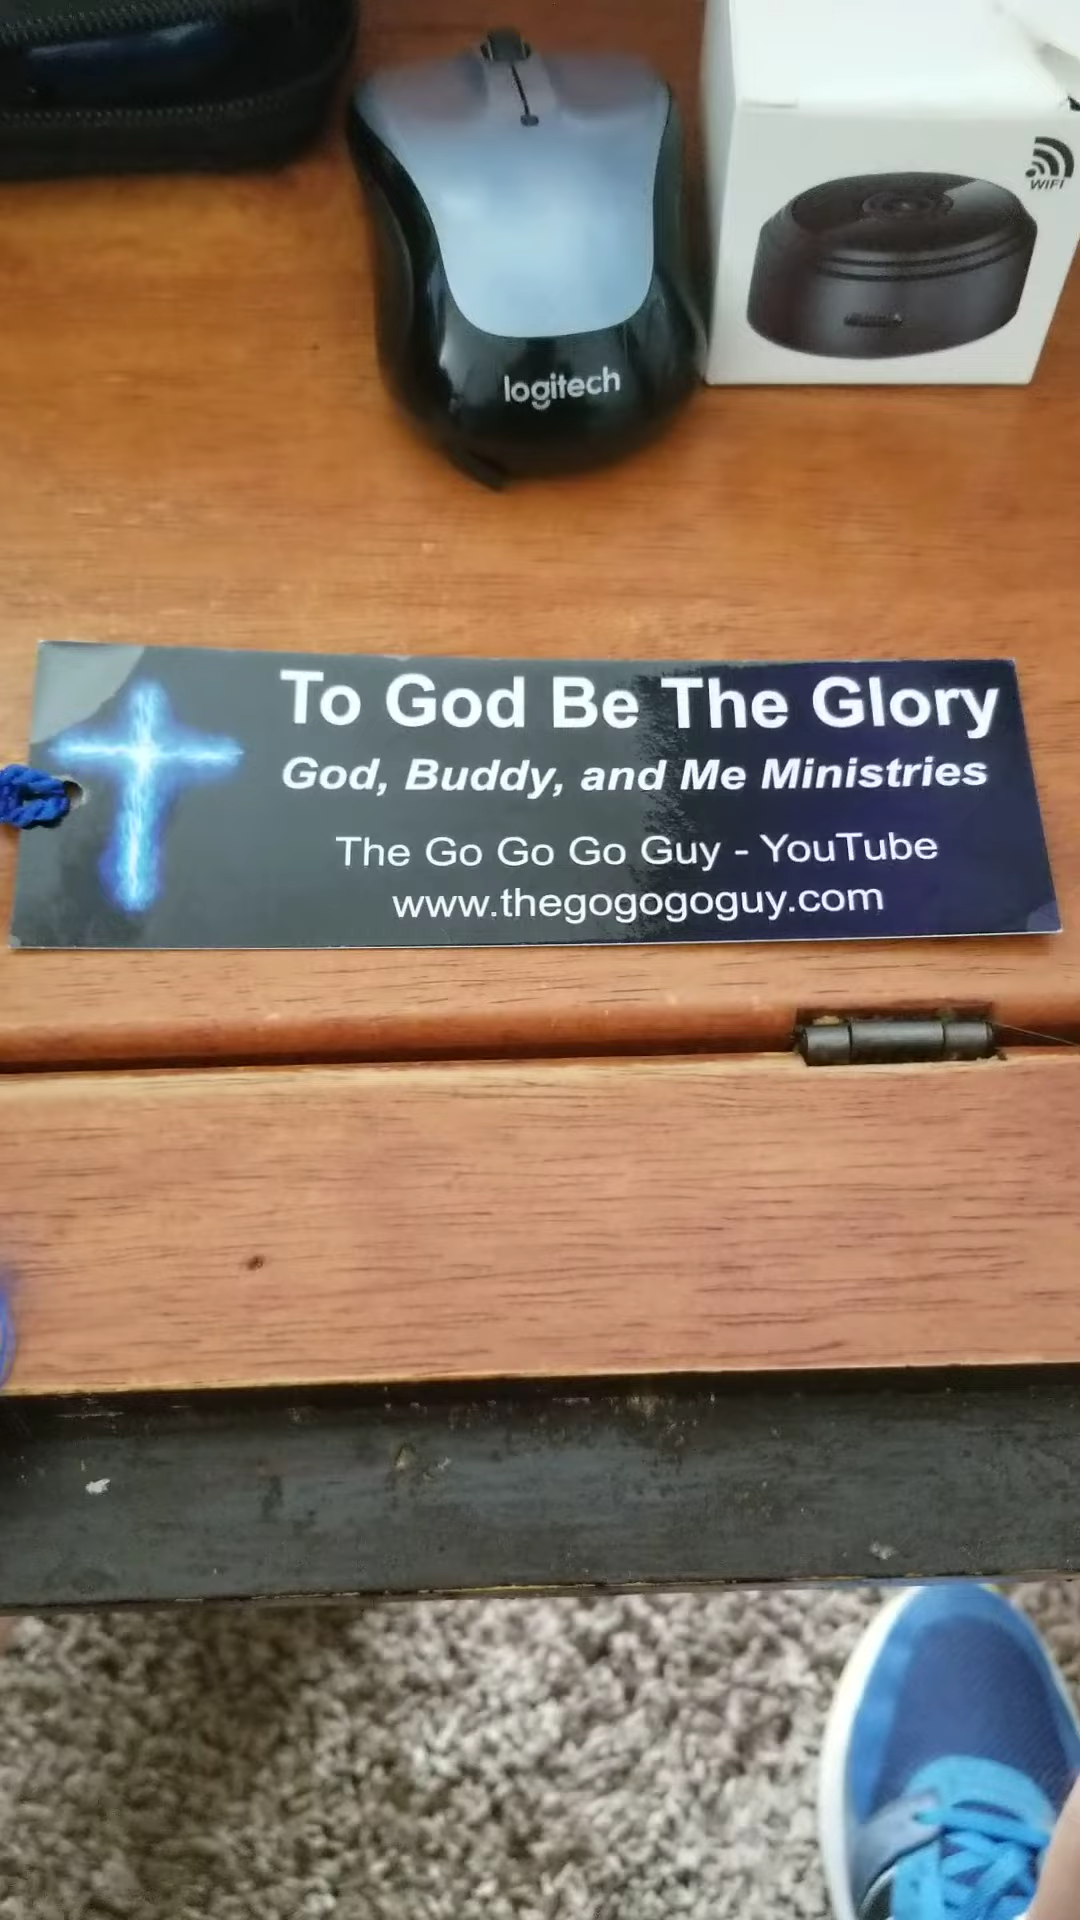 logitech
WIFI
To God Be The Glory
God, Buddy, and Me Ministries
The Go Go Go Guy - YouTube
www.thegogogoguy.com